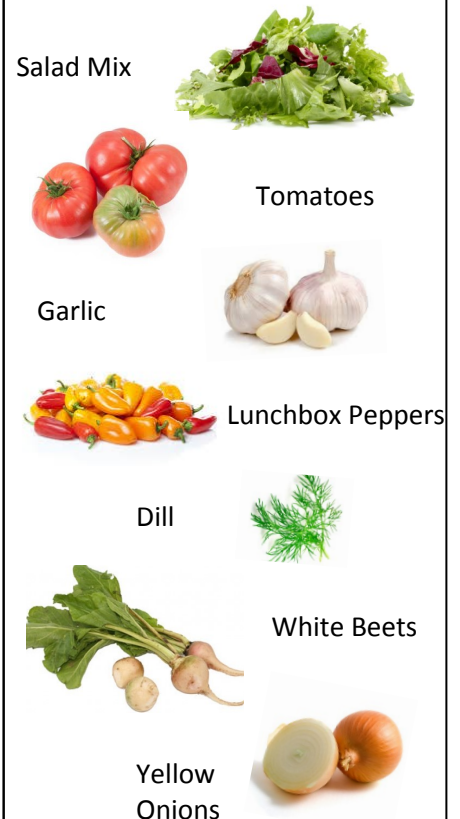 Salad Mix
Tomatoes
Garlic
Lunchbox Peppers
Dill
White Beets
Yellow
Onions